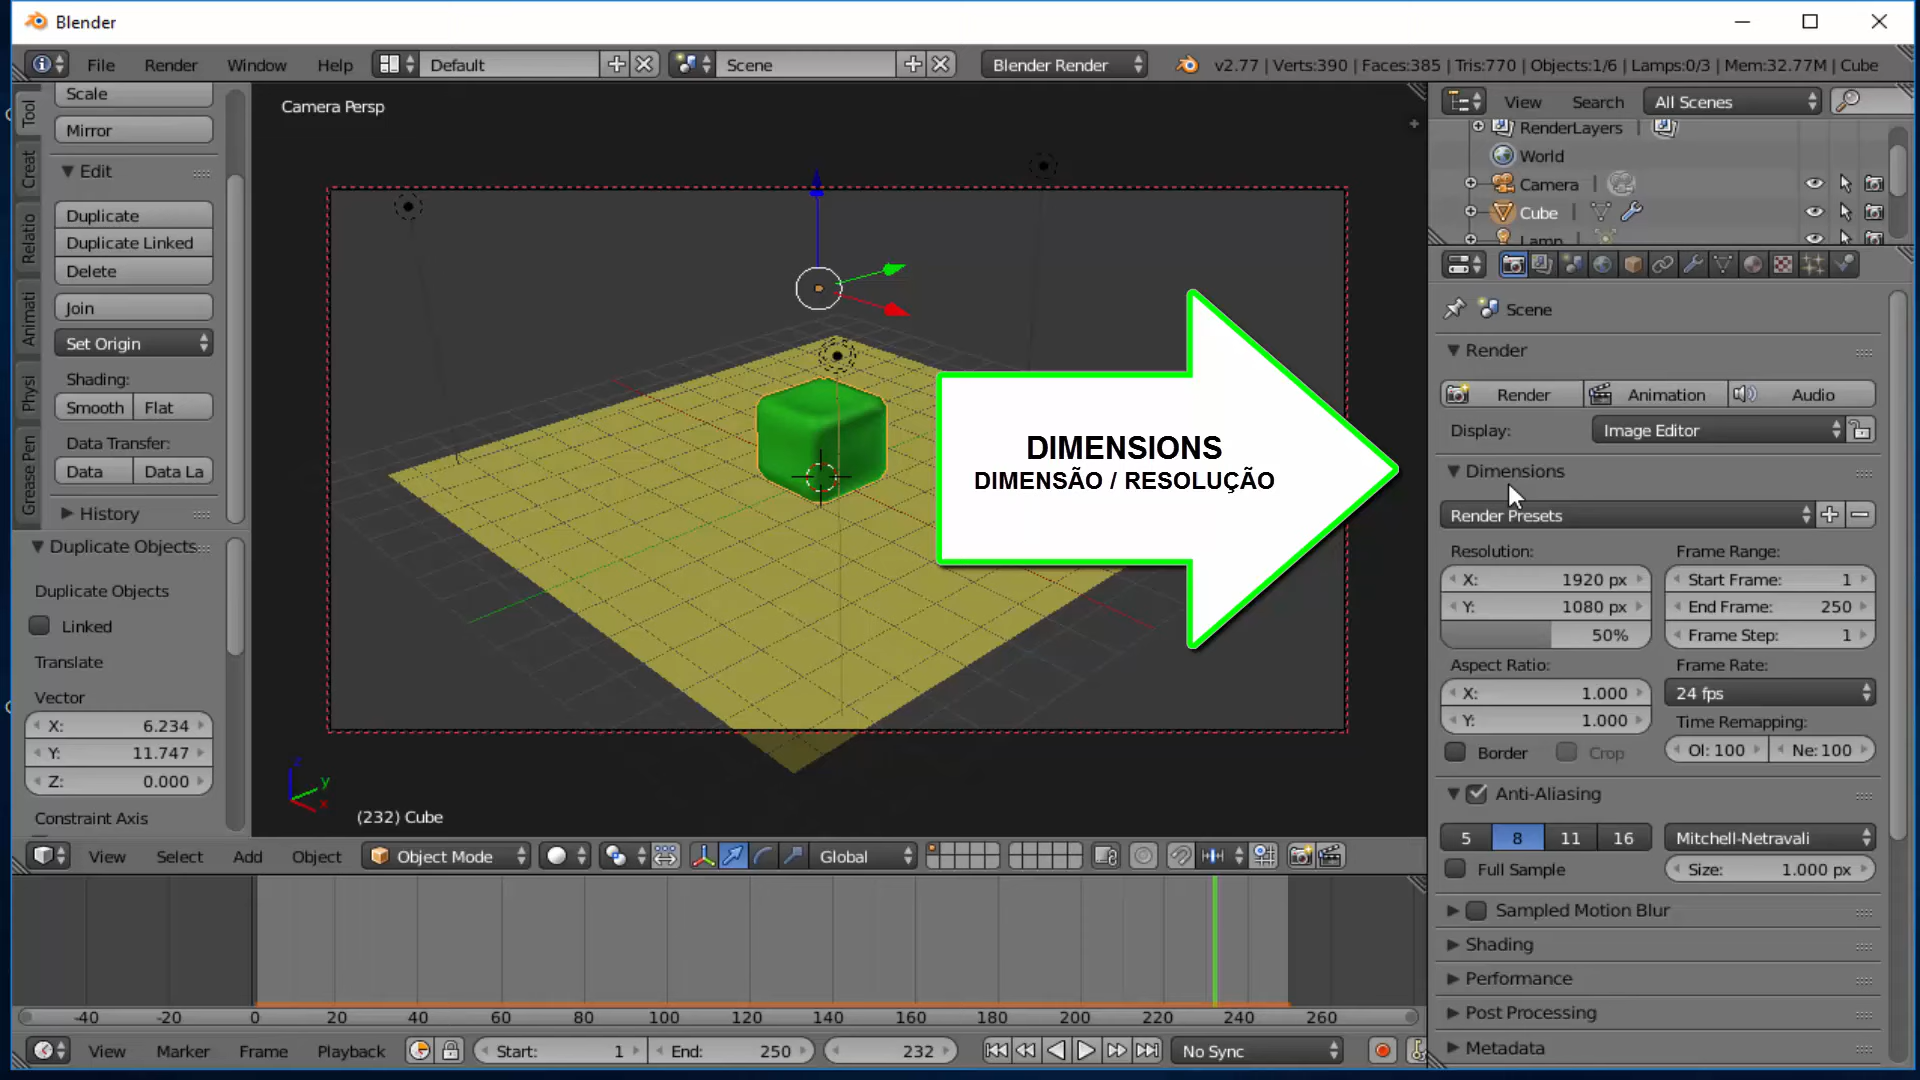 Blender
File Render Window Help Default Scene Blender Render v2.77 | Verts:390 | Faces:385 | Tris:770 | Objects:1/6 | Lamps:0/3 | Mem:32.77M | Cube
Tool
Creat
Relatio
Animati
Physi
Grease Pen
Scale
Mirror
Edit
Duplicate
Duplicate Linked
Delete
Join
Set Origin
Shading:
Smooth Flat
Data Transfer:
Data Data La
History
Duplicate Objects
Duplicate Objects
Linked
Translate
Vector
X: 6.234
Y: 11.747
Z: 0.000
Constraint Axis
Camera Persp
DIMENSIONS
DIMENSÃO / RESOLUÇÃO
z
y
x
(232) Cube
View Select Add Object Object Mode Global
-40 -20 0 20 40 60 80 100 120 140 160 180 200 220 240 260
View Marker Frame Playback Start: 1 End: 250 232 No Sync
View Search All Scenes
RenderLayers
World
Camera
Cube
Lamp
Scene
Render
Render Animation Audio
Display: Image Editor
Dimensions
Render Presets
Resolution: Frame Range:
X: 1920 px Start Frame: 1
Y: 1080 px End Frame: 250
50% Frame Step: 1
Aspect Ratio: Frame Rate:
X: 1.000 24 fps
Y: 1.000 Time Remapping:
Border Crop Ol: 100 Ne: 100
Anti-Aliasing
5 8 11 16 Mitchell-Netravali
Full Sample Size: 1.000 px
Sampled Motion Blur
Shading
Performance
Post Processing
Metadata